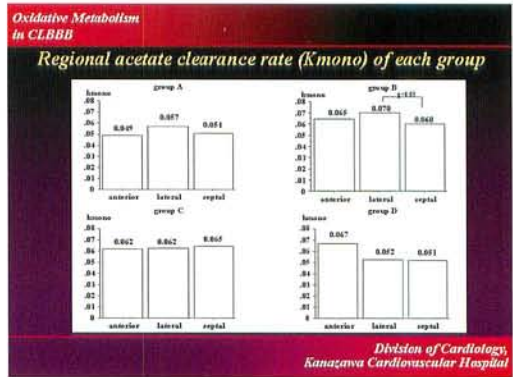 Oxidative Metabolism
in CLBBB
Regional acetate clearance rate (Kmono) of each group
group A
kmono
.08
.07
.06
.05
.04
.03
.02
.01
0
0.049
0.057
0.051
anterior lateral septal
group B
kmono
.08
.07
.06
.05
.04
.03
.02
.01
0
0.065
0.070
0.060
anterior lateral septal
group C
kmono
.08
.07
.06
.05
.04
.03
.02
.01
0
0.062
0.062
0.065
anterior lateral septal
group D
kmono
.08
.07
.06
.05
.04
.03
.02
.01
0
0.067
0.052
0.051
anterior lateral septal
Division of Cardiology,
Kanazawa Cardiovascular Hospital